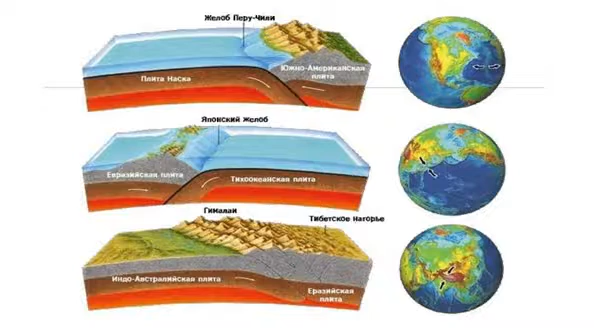 Желоб Перу-Чили
Южно-Американская
плита
Плита Наска
Японский желоб
Евразийская плита
Тихоокеанская плита
Гималаи
Тибетское нагорье
Индо-Австралийская плита
Еразийская
плита